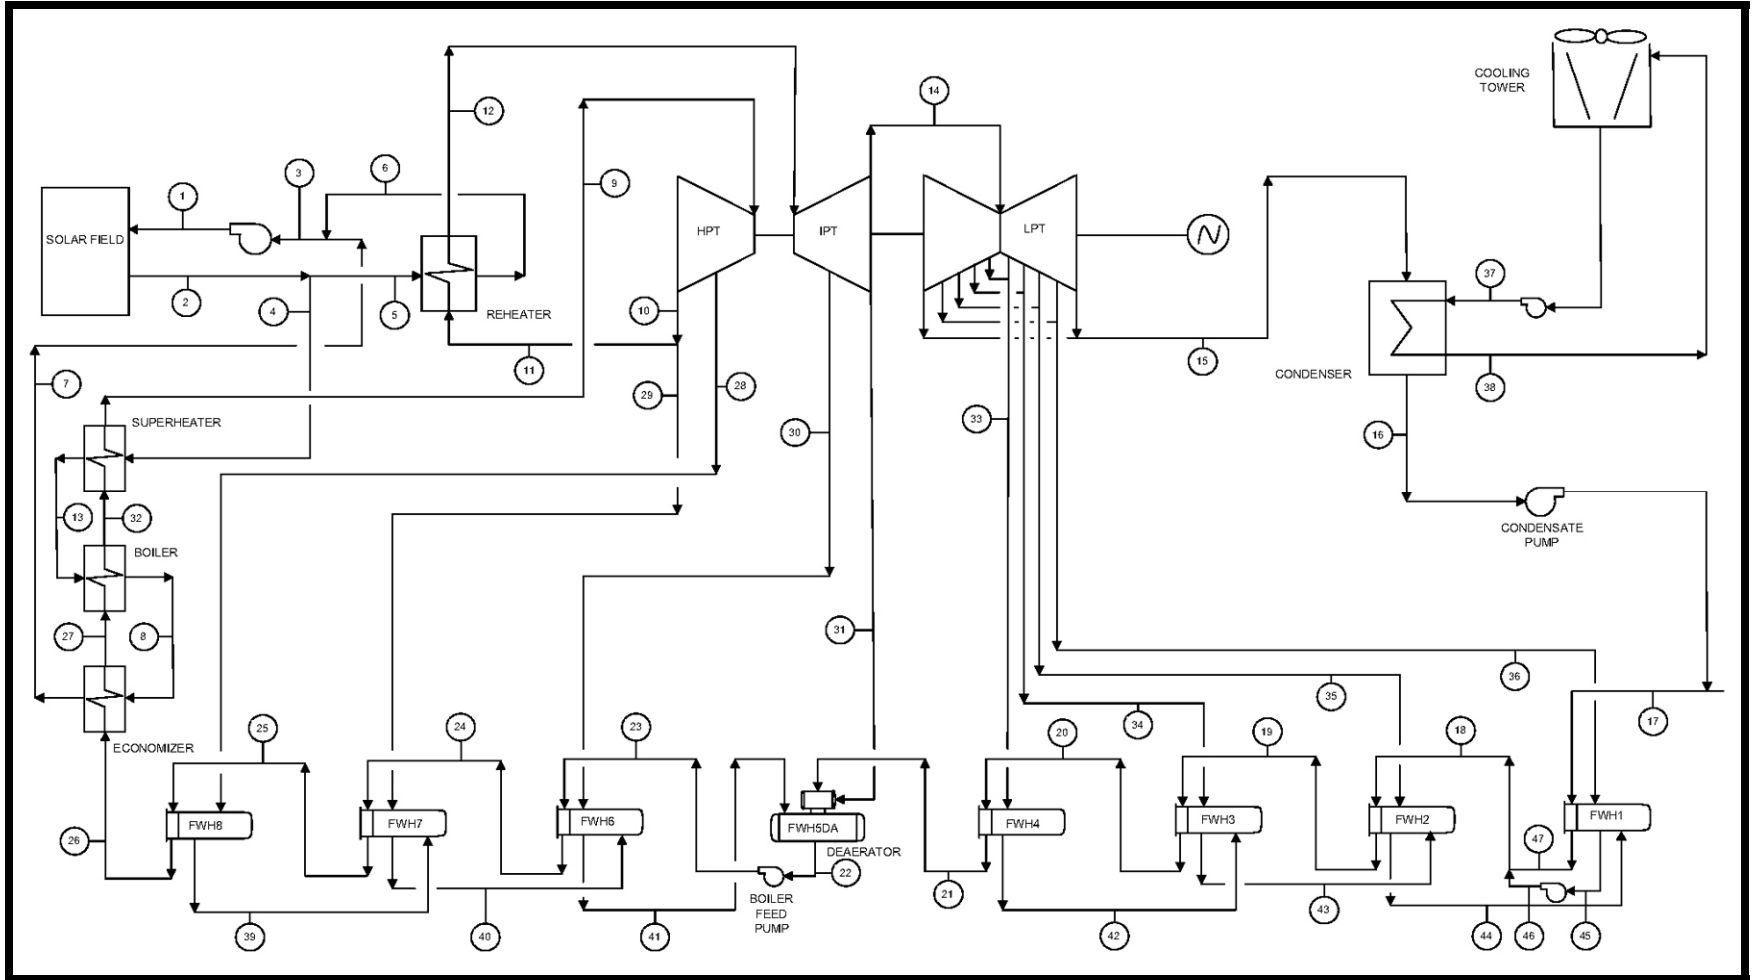 COOLING
TOWER
14
12
6
3
9
1
SOLAR FIELD
HPT
IPT
LPT
37
2
4
5
REHEATER
10
15
11
CONDENSER
38
7
29
28
33
30
16
SUPERHEATER
13
32
CONDENSATE
PUMP
BOILER
27
8
31
36
35
34
17
25
24
23
20
19
18
ECONOMIZER
FWH8
FWH7
FWH6
FWH5DA
FWH4
FWH3
FWH2
FWH1
26
47
DEAERATOR
22
21
BOILER
FEED
PUMP
43
39
40
41
42
44
46
45